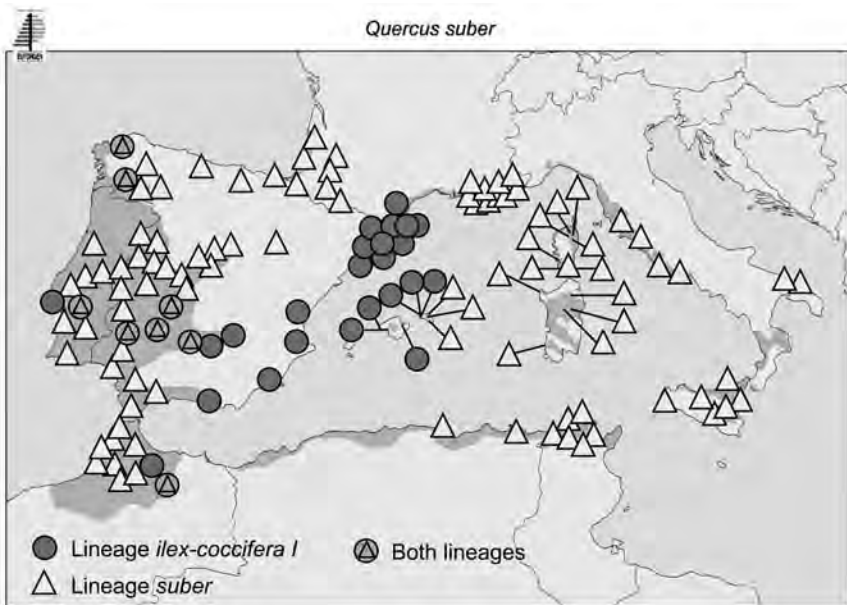 Quercus suber
Lineage ilex-coccifera I
Both lineages
Lineage suber